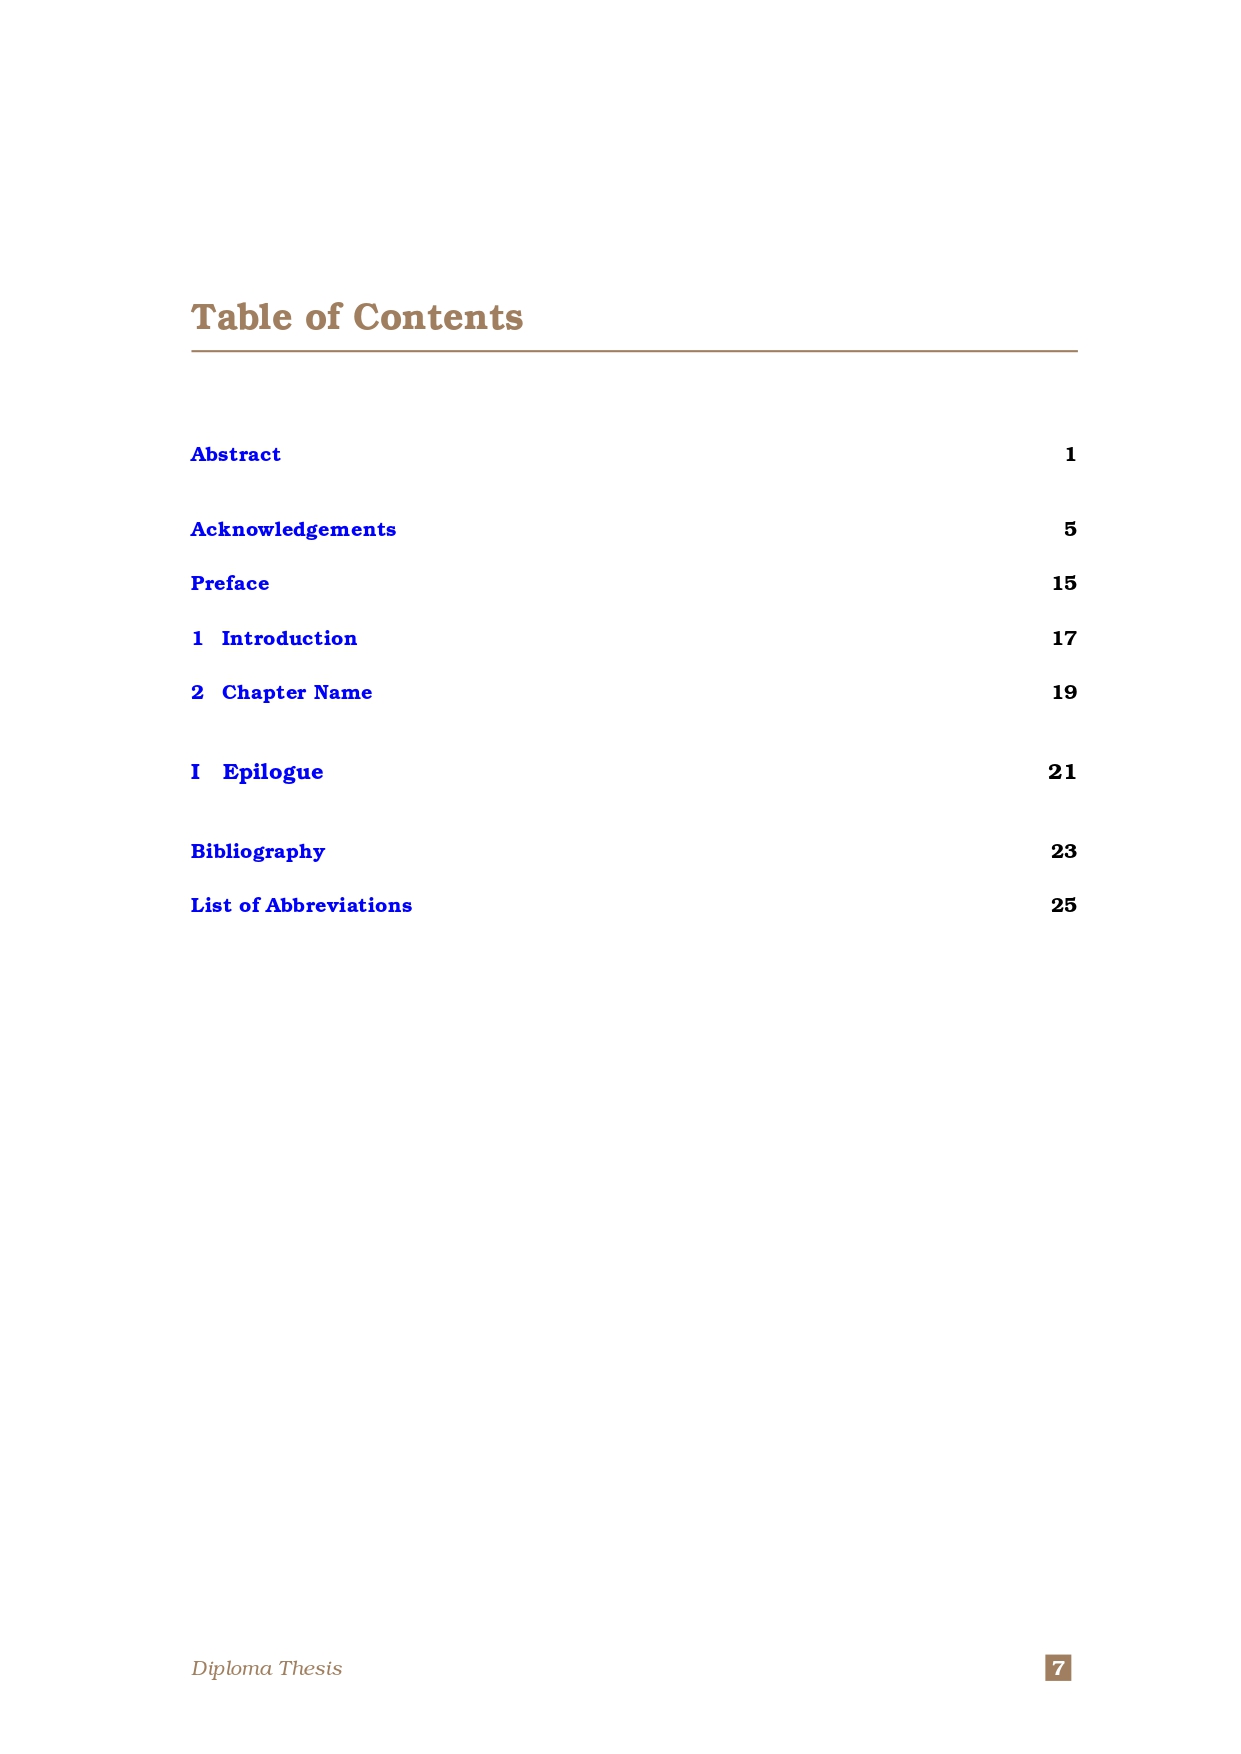 Table of Contents
Abstract 1
Acknowledgements 5
Preface 15
1 Introduction 17
2 Chapter Name 19
I Epilogue 21
Bibliography 23
List of Abbreviations 25
Diploma Thesis 7